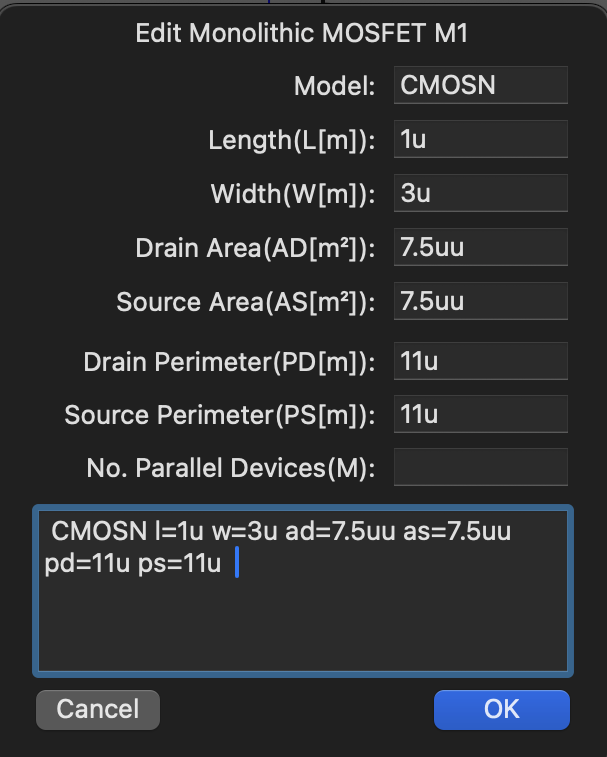 Edit Monolithic MOSFET M1
Model: CMOSN
Length(L[m]): 1u
Width(W[m]): 3u
Drain Area(AD[m²]): 7.5uu
Source Area(AS[m²]): 7.5uu
Drain Perimeter(PD[m]): 11u
Source Perimeter(PS[m]): 11u
No. Parallel Devices(M):
CMOSN l=1u w=3u ad=7.5uu as=7.5uu
pd=11u ps=11u
Cancel OK